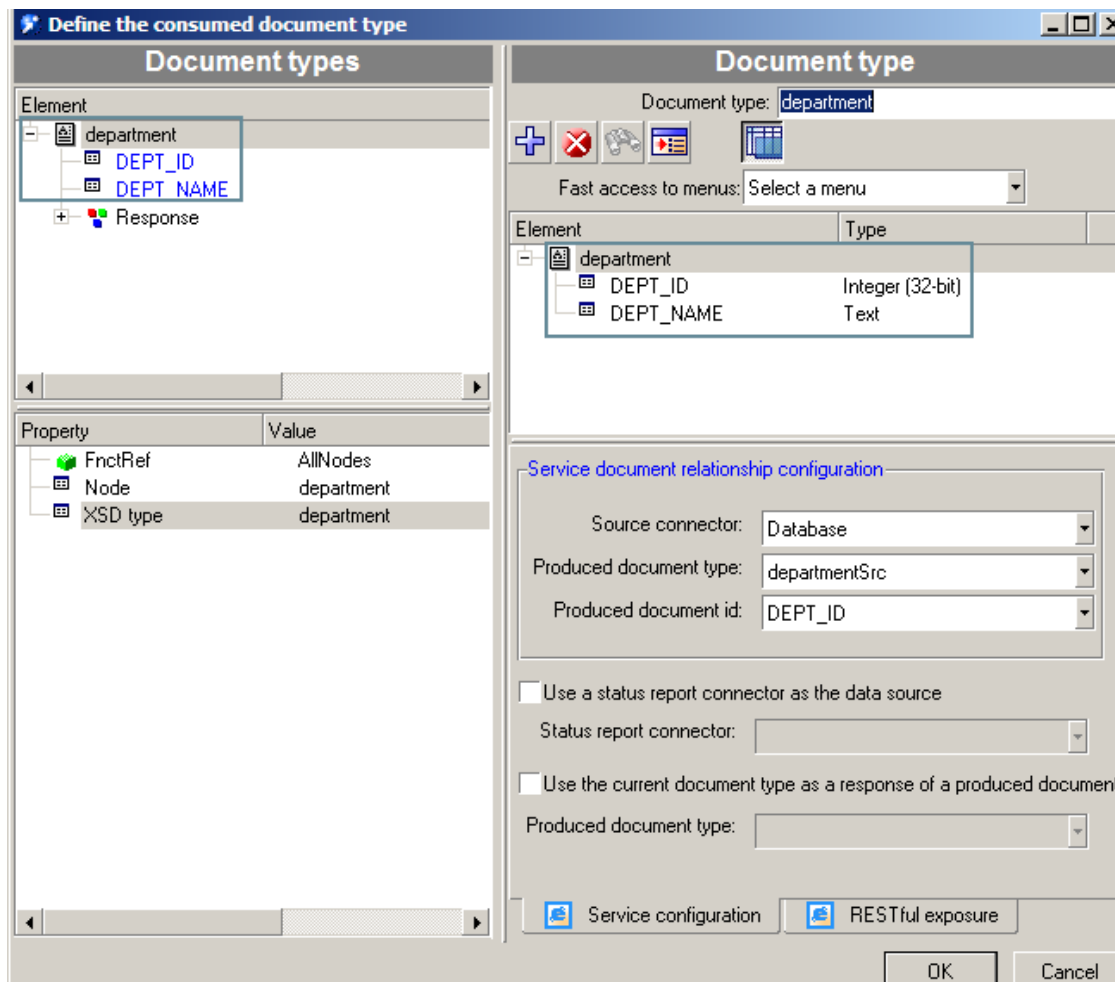 Define the consumed document type
Document types
Element
department
DEPT_ID
DEPT_NAME
Response
Property Value
FnctRef AllNodes
Node department
XSD type department
Document type
Document type: department
Fast access to menus: Select a menu
Element Type
department
DEPT_ID Integer (32-bit)
DEPT_NAME Text
Service document relationship configuration
Source connector: Database
Produced document type: departmentSrc
Produced document id: DEPT_ID
Use a status report connector as the data source
Status report connector:
Use the current document type as a response of a produced document
Produced document type:
Service configuration RESTful exposure
OK Cancel